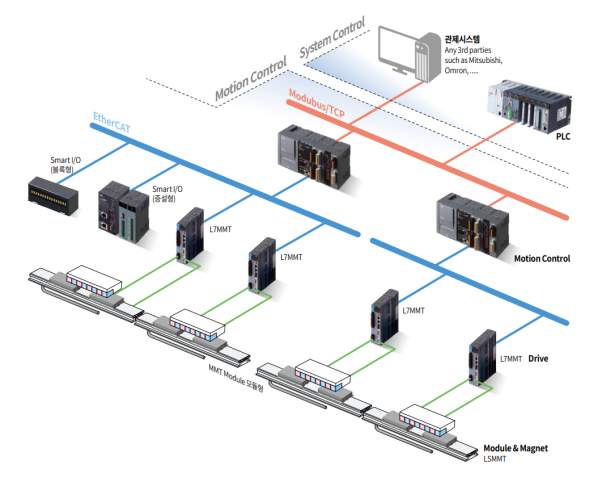 System Control
관제시스템
Any 3rd parties
such as Mitsubishi,
Omron, .....
Motion Control
Modubus/TCP
PLC
EtherCAT
Smart I/O
(블록형)
Smart I/O
(증설형)
L7MMT
L7MMT
Motion Control
L7MMT
L7MMT
Drive
MMT Module 모듈형
Module & Magnet
LSMMT